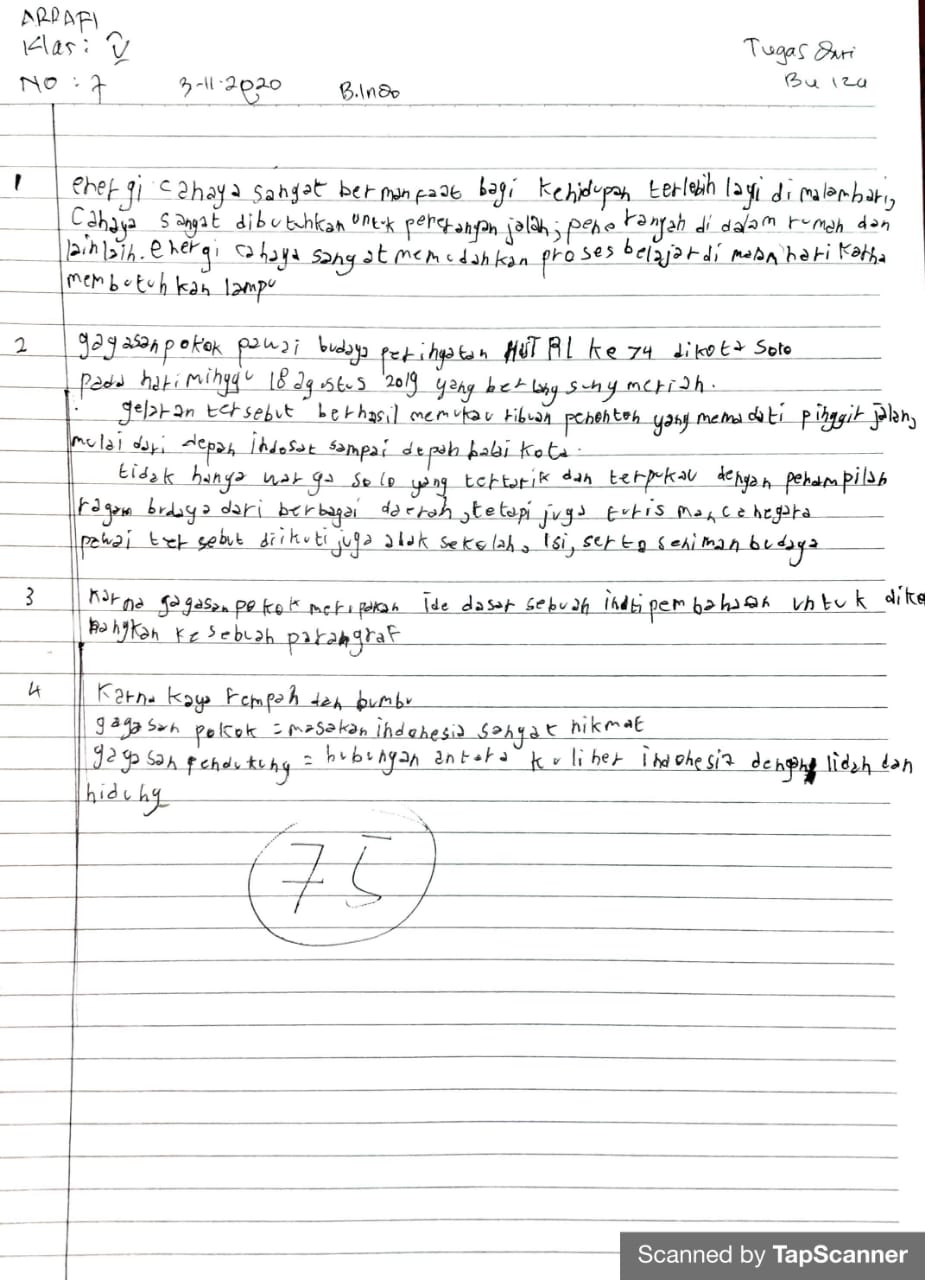 ARRAFI
Klas : V
NO : 7 3-11-2020 B.Indo
Tugas dari
Bu Iza
1 energi cahaya sangat bermanfaat bagi kehidupan terlebih lagi di malam hari,
Cahaya sangat dibutuhkan untuk penerangan jalan, penerangan di dalam rumah dan
lain lain. energi cahaya sangat memudahkan proses belajar di malam hari karna
membutuhkan lampu
2 gagasan pokok pawai budaya peringatan HUT RI ke 74 dikota Solo
pada hari minggu 18 agustus 2019 yang berlangsung meriah.
gelaran tersebut berhasil memukau ribuan penonton yang memadati pinggir jalan,
mulai dari depan indosat sampai depan balai kota.
tidak hanya warga solo yang tertarik dan terpukau dengan penampilan
ragam budaya dari berbagai daerah, tetapi juga turis mancanegara
pawai tersebut diikuti juga anak sekolah, Isi, serta seniman budaya
3 Karna gagasan pokok merupakan ide dasar sebuah inti pembahasan untuk dike
bangkan ke sebuah parangraf
4 Karna kaya rempah dan bumbu
gagasan pokok = masakan indonesia sangat nikmat
gagasan pendukung = hubungan antara kuliner indonesia dengan lidah dan
hidung
75
Scanned by TapScanner